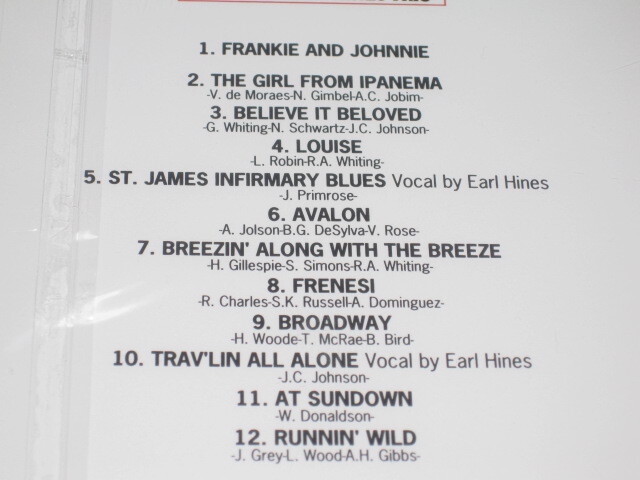 1. FRANKIE AND JOHNNIE
2. THE GIRL FROM IPANEMA
-V. de Moraes-N. Gimbel-A.C. Jobim-
3. BELIEVE IT BELOVED
-G. Whiting-N. Schwartz-J.C. Johnson-
4. LOUISE
-L. Robin-R.A. Whiting-
5. ST. JAMES INFIRMARY BLUES Vocal by Earl Hines
-J. Primrose-
6. AVALON
-A. Jolson-B.G. DeSylva-V. Rose-
7. BREEZIN' ALONG WITH THE BREEZE
-H. Gillespie-S. Simons-R.A. Whiting-
8. FRENESI
-R. Charles-S.K. Russell-A. Dominguez-
9. BROADWAY
-H. Woode-T. McRae-B. Bird-
10. TRAV'LIN ALL ALONE Vocal by Earl Hines
-J.C. Johnson-
11. AT SUNDOWN
-W. Donaldson-
12. RUNNIN' WILD
-J. Grey-L. Wood-A.H. Gibbs-